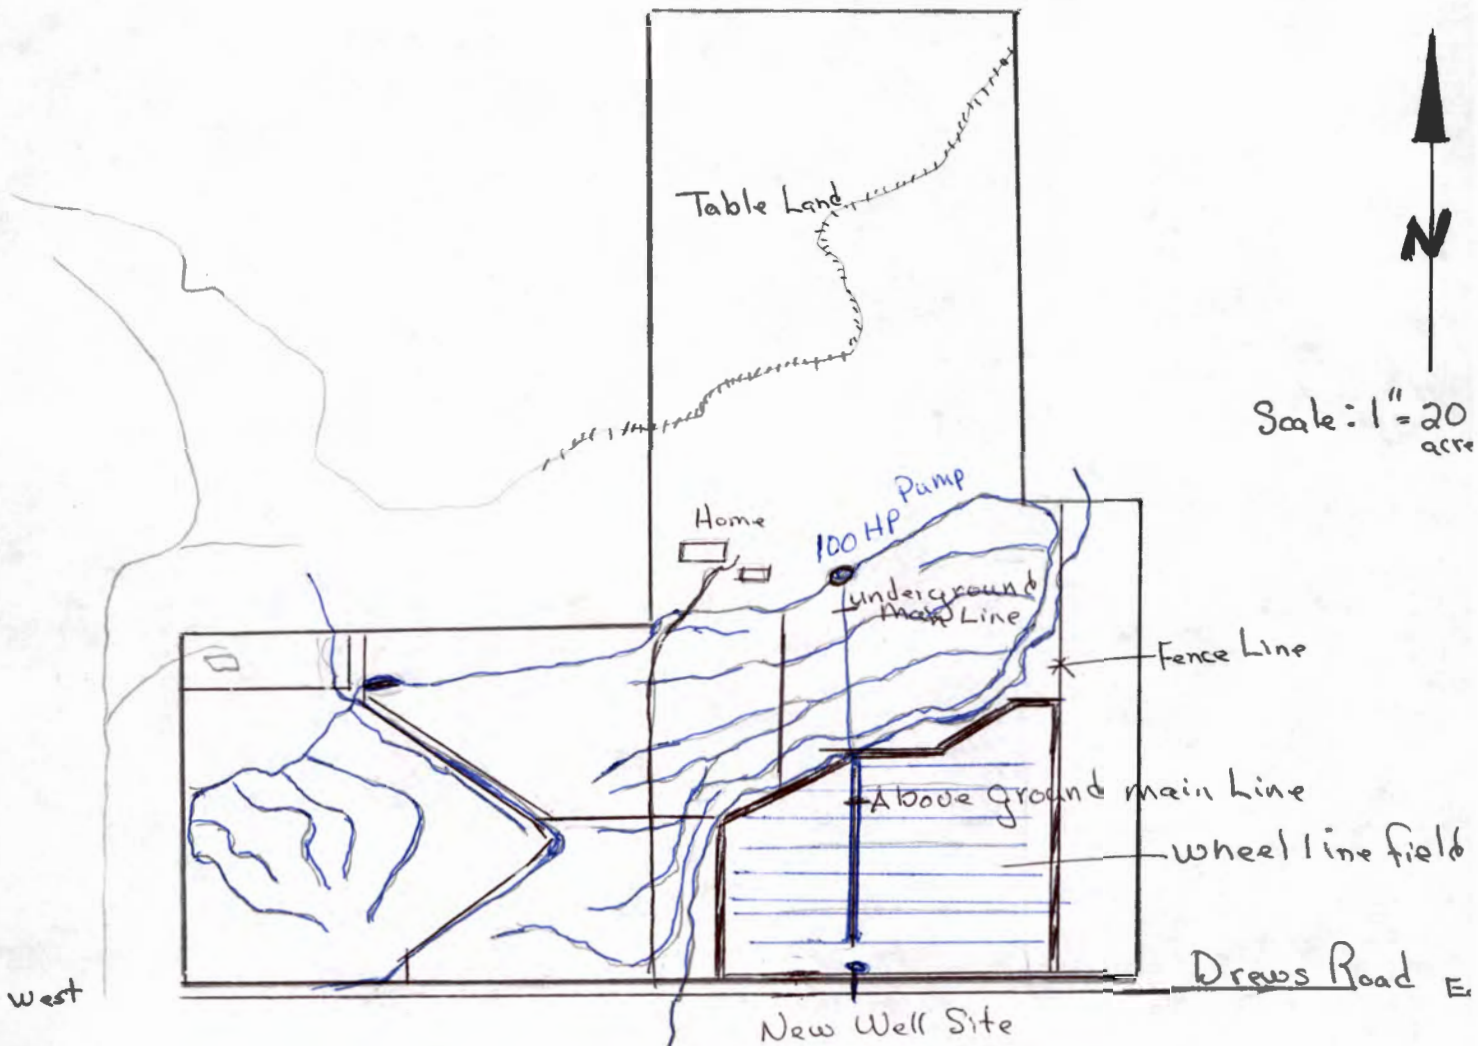 Table Land
N
Scale: 1" = 20
acre
Pump
100 HP
Home
underground
Main Line
Fence Line
Above Ground main Line
wheel line field
Drews Road
west
New Well Site